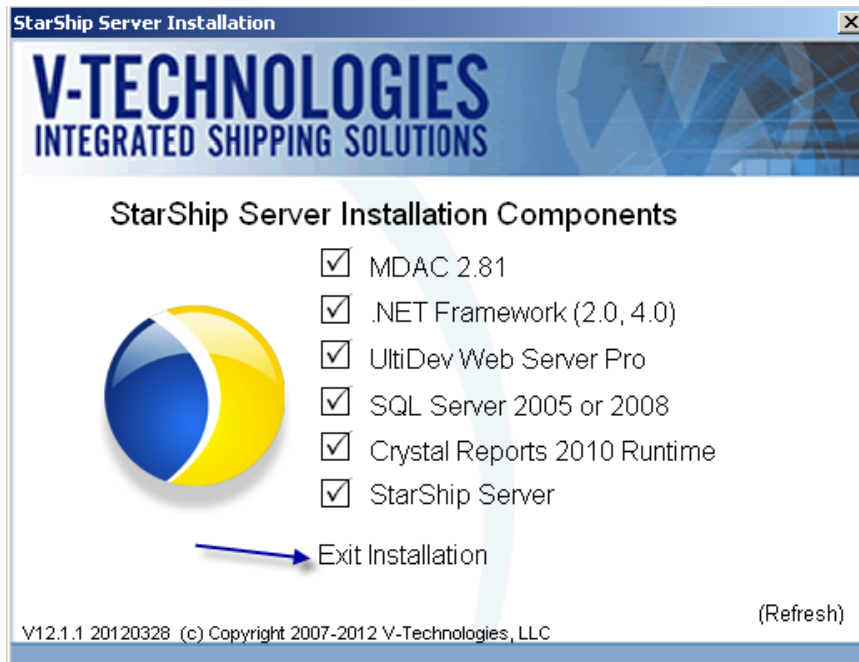 StarShip Server Installation
V-TECHNOLOGIES
INTEGRATED SHIPPING SOLUTIONS
StarShip Server Installation Components
MDAC 2.81
.NET Framework (2.0, 4.0)
UltiDev Web Server Pro
SQL Server 2005 or 2008
Crystal Reports 2010 Runtime
StarShip Server
Exit Installation
(Refresh)
V12.1.1 20120328 (c) Copyright 2007-2012 V-Technologies, LLC